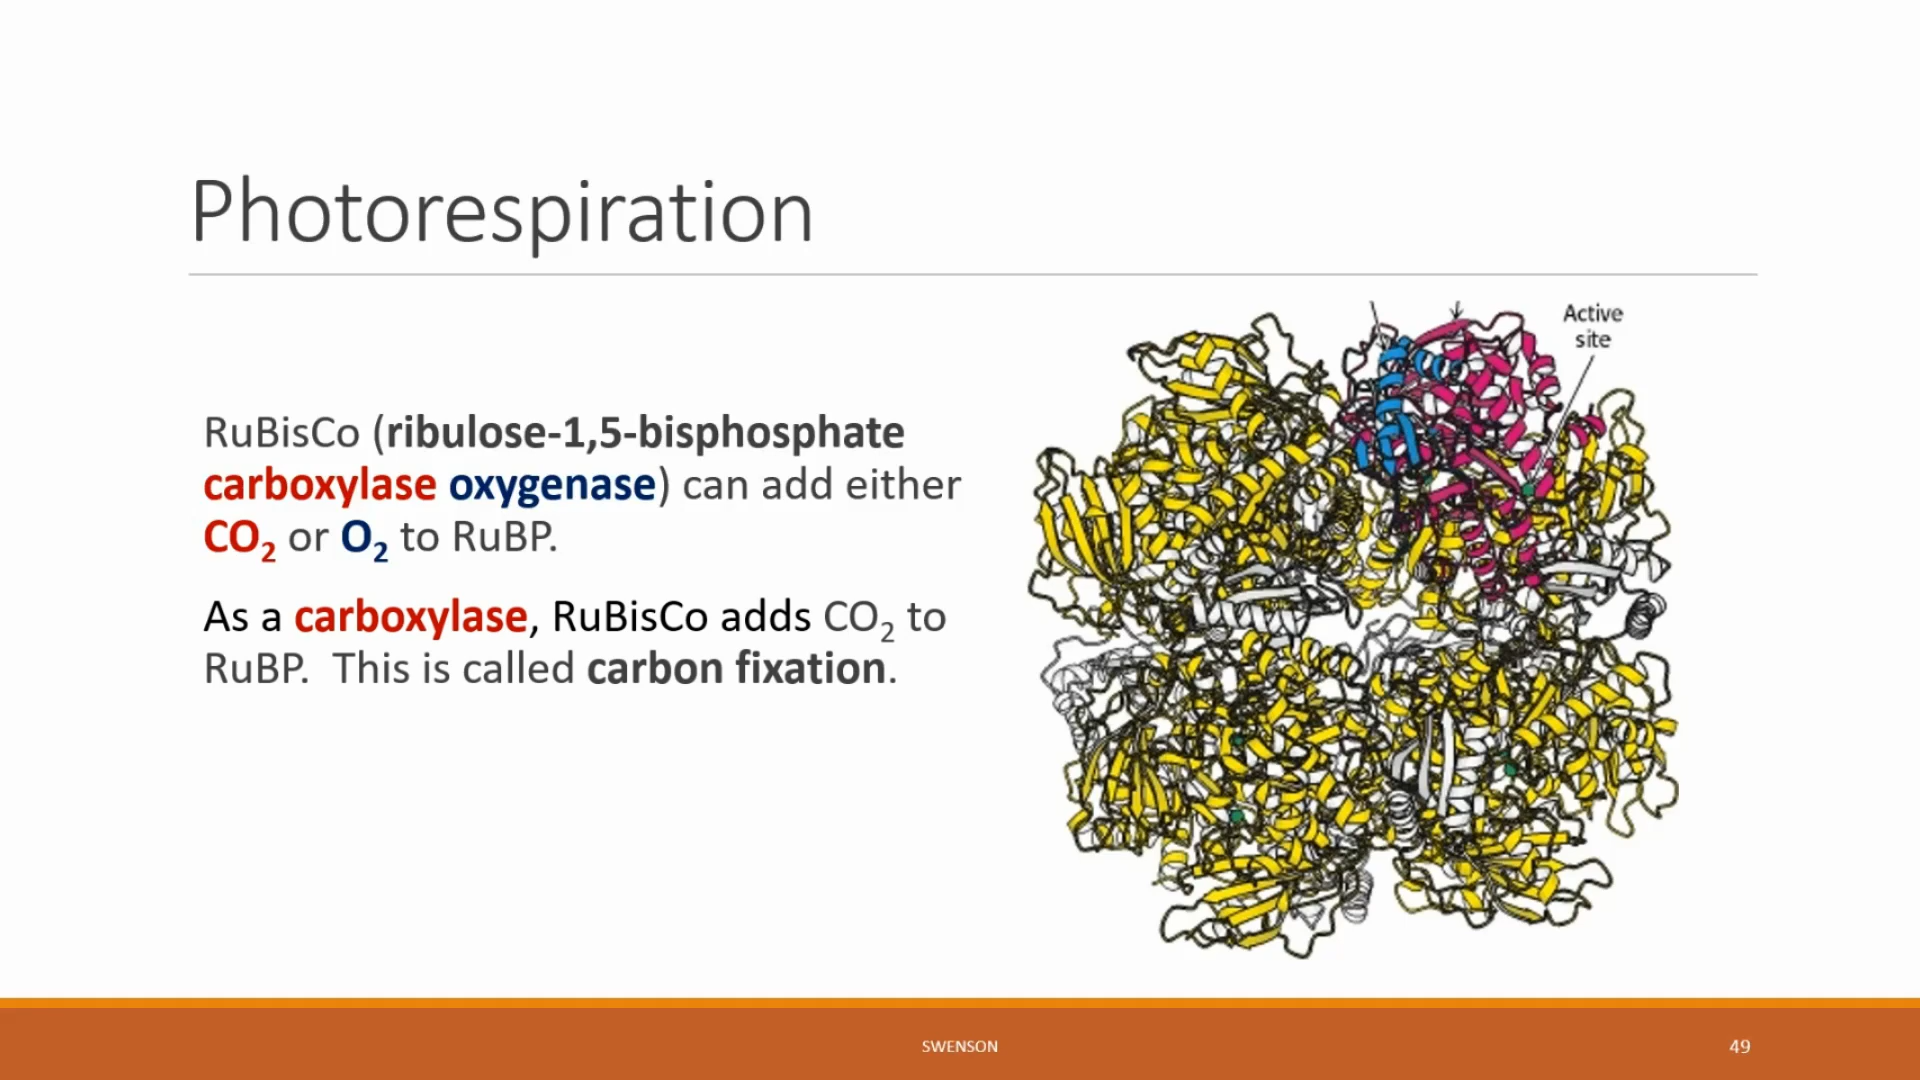 Photorespiration
Active
site
RuBisCo (ribulose-1,5-bisphosphate
carboxylase oxygenase) can add either
CO₂ or O₂ to RuBP.
As a carboxylase, RuBisCo adds CO₂ to
RuBP.  This is called carbon fixation.
SWENSON
49